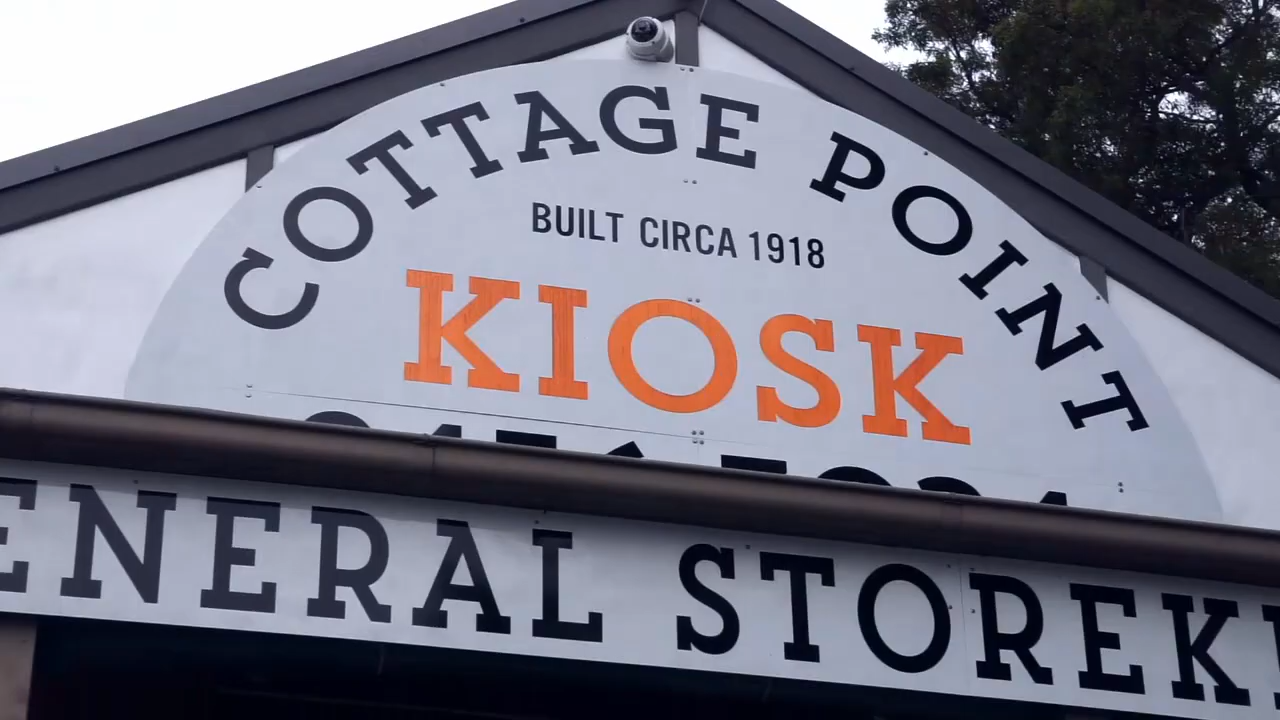 COTTAGE POINT
BUILT CIRCA 1918
KIOSK
ENERAL STOREK